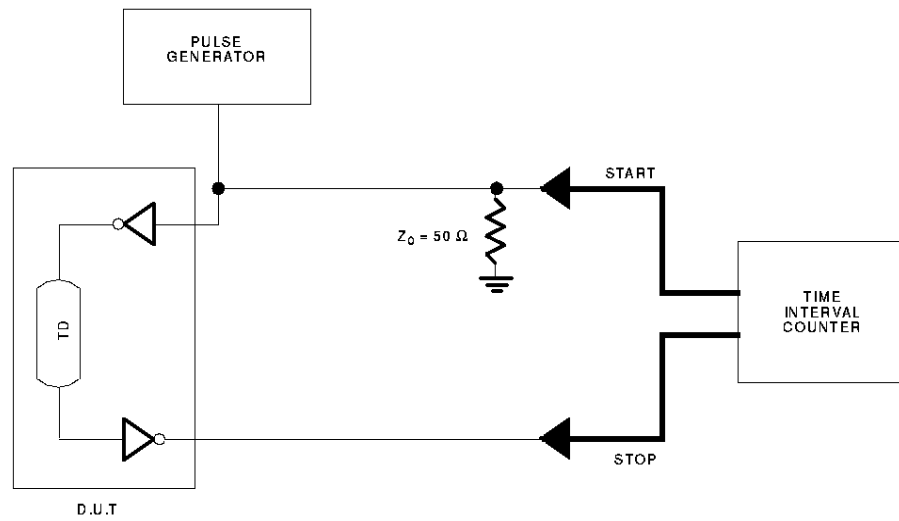 PULSE
GENERATOR
START
Z₀ = 50 Ω
TIME
INTERVAL
COUNTER
TD
STOP
D.U.T